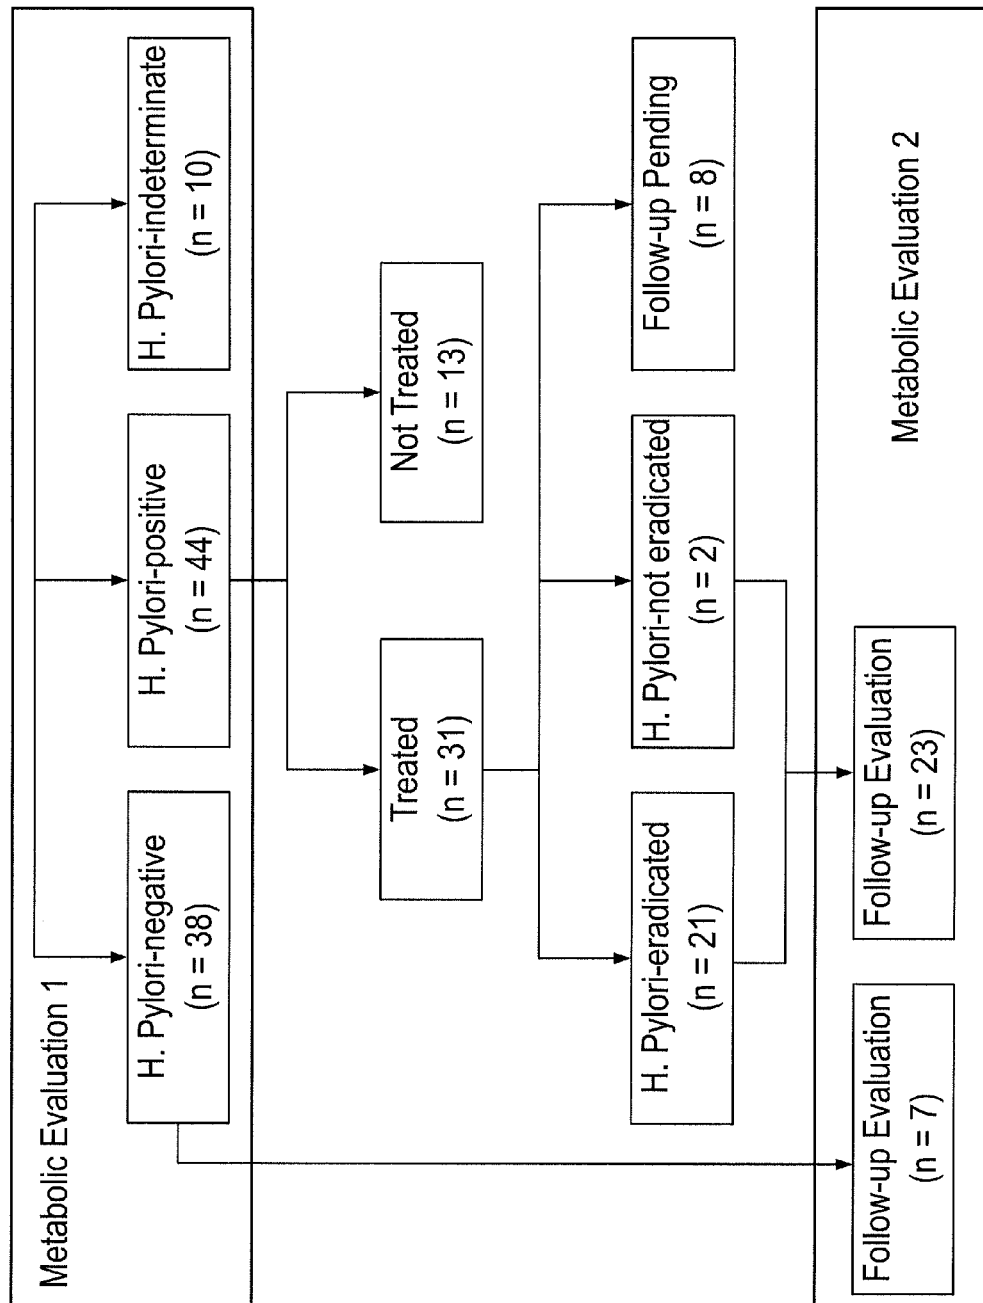 Metabolic Evaluation 1
H. Pylori-negative
(n = 38)
H. Pylori-positive
(n = 44)
H. Pylori-indeterminate
(n = 10)
Treated
(n = 31)
Not Treated
(n = 13)
H. Pylori-eradicated
(n = 21)
H. Pylori-not eradicated
(n = 2)
Follow-up Pending
(n = 8)
Follow-up Evaluation
(n = 7)
Follow-up Evaluation
(n = 23)
Metabolic Evaluation 2